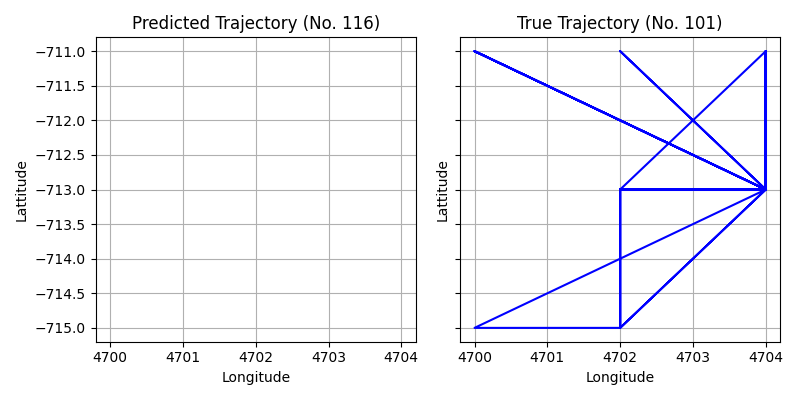 Predicted Trajectory (No. 116)
True Trajectory (No. 101)
−711.0
−711.5
−712.0
−712.5
−713.0
−713.5
−714.0
−714.5
−715.0
Lattitude
Lattitude
4700 4701 4702 4703 4704
4700 4701 4702 4703 4704
Longitude
Longitude